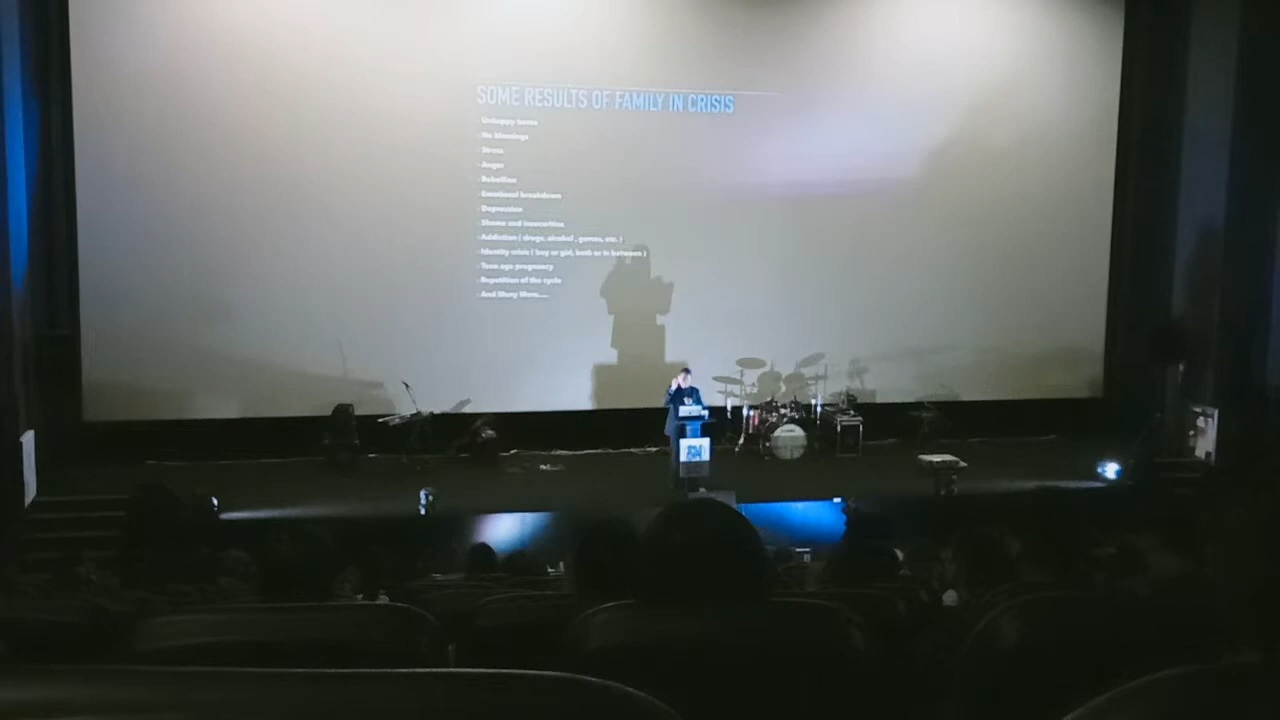 SOME RESULTS OF FAMILY IN CRISIS
- Unhappy home
- No blessings
- Stress
- Anger
- Rebellion
- Emotional breakdown
- Depression
- Shame and insecurities
- Addiction ( drugs, alcohol , games, etc. )
- Identity crisis ( boy or girl, both or in between )
- Teen age pregnancy
- Repetition of the cycle
- And Many More....